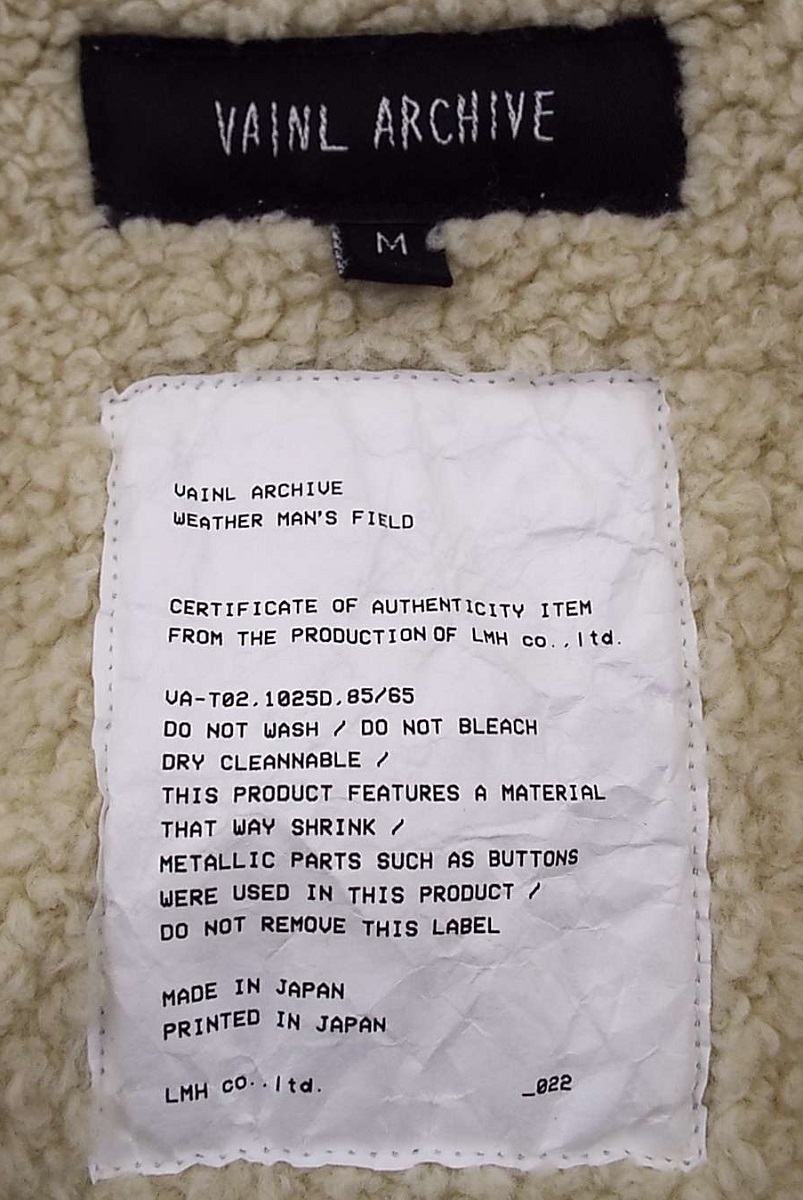 VAINL ARCHIVE
M
VAINL ARCHIVE
WEATHER MAN'S FIELD
CERTIFICATE OF AUTHENTICITY ITEM
FROM THE PRODUCTION OF LMH co.,ltd.
VA-T02.1025D.85/65
DO NOT WASH / DO NOT BLEACH
DRY CLEANNABLE /
THIS PRODUCT FEATURES A MATERIAL
THAT WAY SHRINK /
METALLIC PARTS SUCH AS BUTTONS
WERE USED IN THIS PRODUCT /
DO NOT REMOVE THIS LABEL
MADE IN JAPAN
PRINTED IN JAPAN
LMH CO..ltd. _022